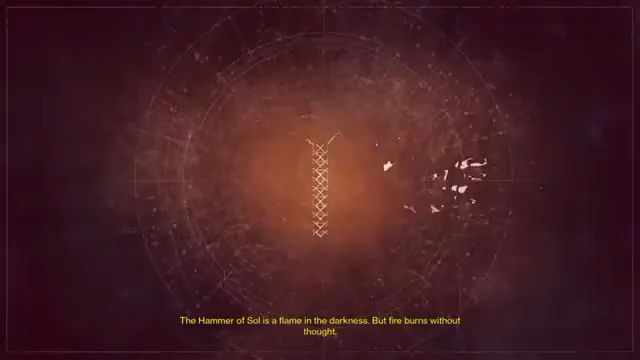 The Hammer of Sol is a flame in the darkness. But fire burns without
thought.